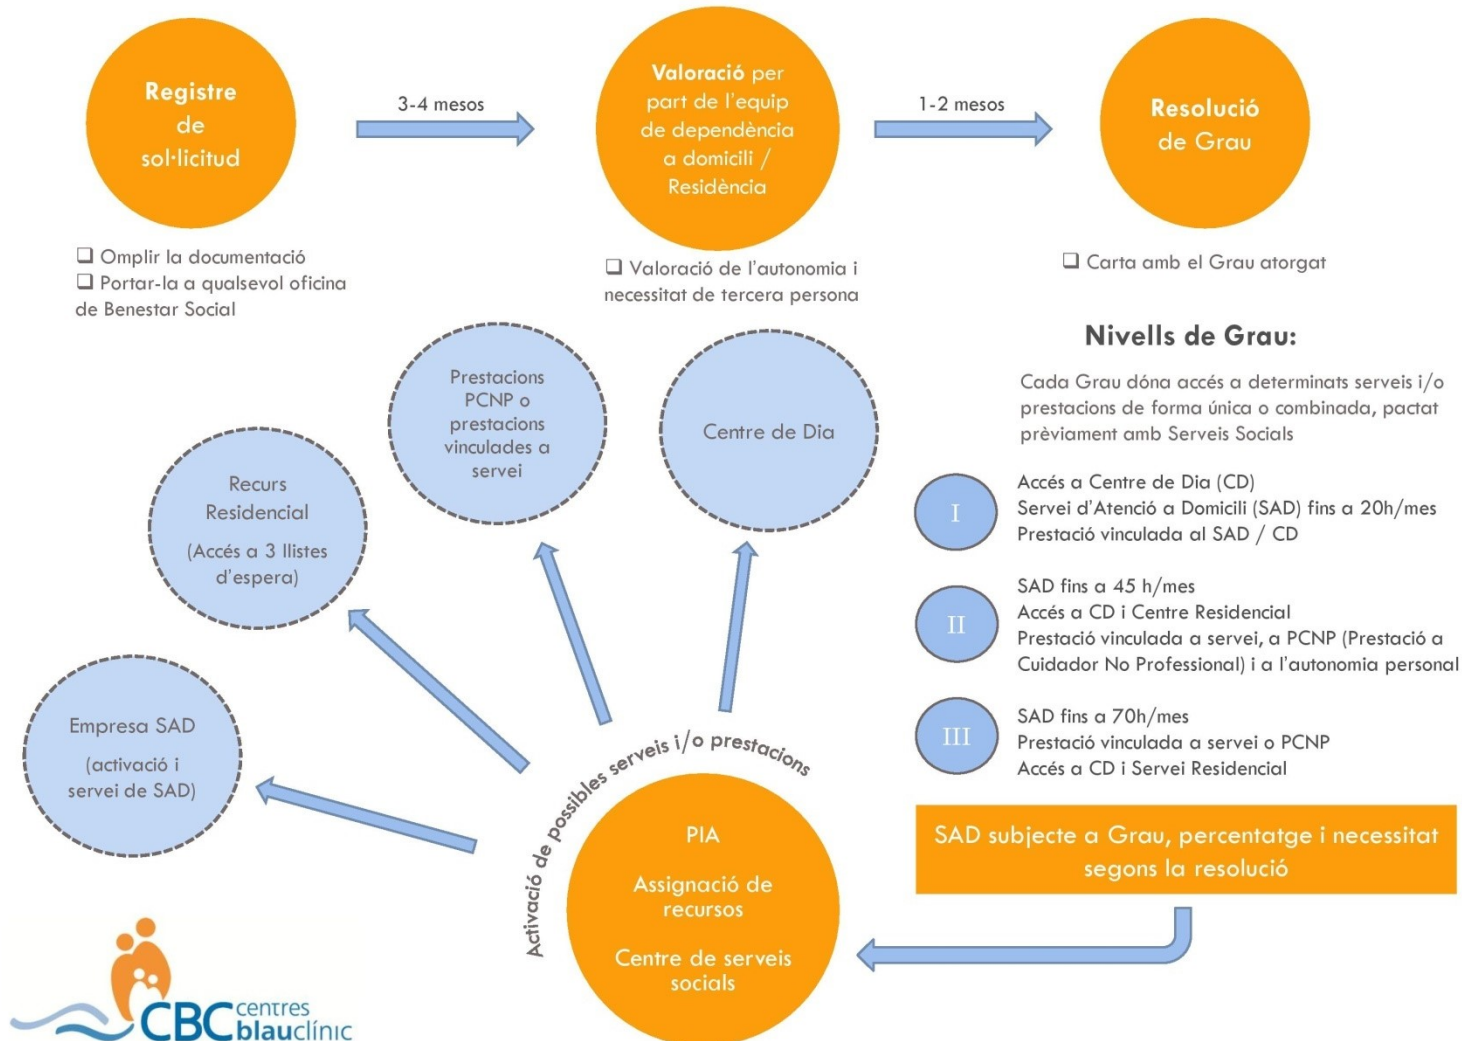 Registre
de
sol·licitud
3-4 mesos
Valoració per
part de l'equip
de dependència
a domicili /
Residència
1-2 mesos
Resolució
de Grau
❑ Omplir la documentació
❑ Portar-la a qualsevol oficina
de Benestar Social
❑ Valoració de l'autonomia i
necessitat de tercera persona
❑ Carta amb el Grau atorgat
Nivells de Grau:
Cada Grau dóna accés a determinats serveis i/o
prestacions de forma única o combinada, pactat
prèviament amb Serveis Socials
I
Accés a Centre de Dia (CD)
Servei d'Atenció a Domicili (SAD) fins a 20h/mes
Prestació vinculada al SAD / CD
II
SAD fins a 45 h/mes
Accés a CD i Centre Residencial
Prestació vinculada a servei, a PCNP (Prestació a
Cuidador No Professional) i a l'autonomia personal
III
SAD fins a 70h/mes
Prestació vinculada a servei o PCNP
Accés a CD i Servei Residencial
SAD subjecte a Grau, percentatge i necessitat
segons la resolució
PIA
Assignació de
recursos
Centre de serveis
socials
Activació de possibles serveis i/o prestacions
Empresa SAD
(activació i
servei de SAD)
Recurs
Residencial
(Accés a 3 llistes
d'espera)
Prestacions
PCNP o
prestacions
vinculades a
servei
Centre de Dia
CBC centres
blauclínic